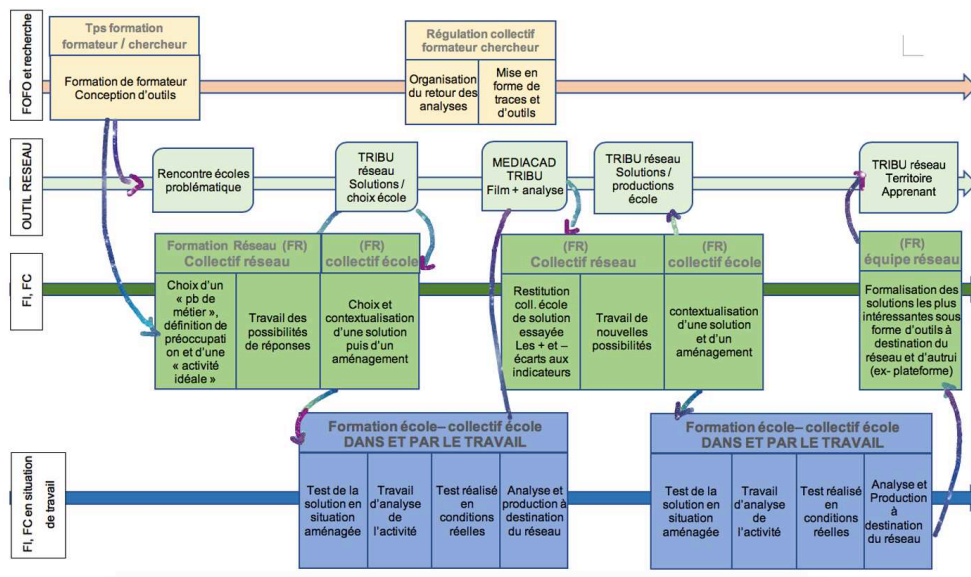 FOFO et recherche
Tps formation
formateur / chercheur
Formation de formateur
Conception d'outils
Régulation collectif
formateur chercheur
Organisation
du retour des
analyses
Mise en
forme de
traces et
d'outils
OUTIL RESEAU
Rencontre écoles
problématique
TRIBU
réseau
Solutions /
choix école
MEDIACAD
TRIBU
Film + analyse
TRIBU réseau
Solutions /
productions
école
TRIBU réseau
Territoire
Apprenant
FI, FC
Formation Réseau (FR)
Collectif réseau
(FR)
collectif école
Choix d'un
« pb de
métier »,
définition de
préoccupat
ion et d'une
« activité
idéale »
Travail des
possibilités
de réponses
Choix et
contextualisation
d'une solution
puis d'un
aménagement
(FR)
Collectif réseau
(FR)
collectif école
Restitution
coll. école
de solution
essayée
Les + et –
écarts aux
indicateurs
Travail de
nouvelles
possibilités
contextualisation
d'une solution
et d'un
aménagement
(FR)
équipe réseau
Formalisation des
solutions les plus
intéressantes sous
forme d'outils à
destination du
réseau et d'autrui
(ex- plateforme)
FI, FC en situation
de travail
Formation école– collectif école
DANS ET PAR LE TRAVAIL
Test de la
solution en
situation
aménagée
Travail
d'analyse
de
l'activité
Test réalisé
en
conditions
réelles
Analyse et
production à
destination
du réseau
Formation école– collectif école
DANS ET PAR LE TRAVAIL
Test de la
solution en
situation
aménagée
Travail
d'analyse
de
l'activité
Test réalisé
en
conditions
réelles
Analyse et
Production
à
destination
du réseau